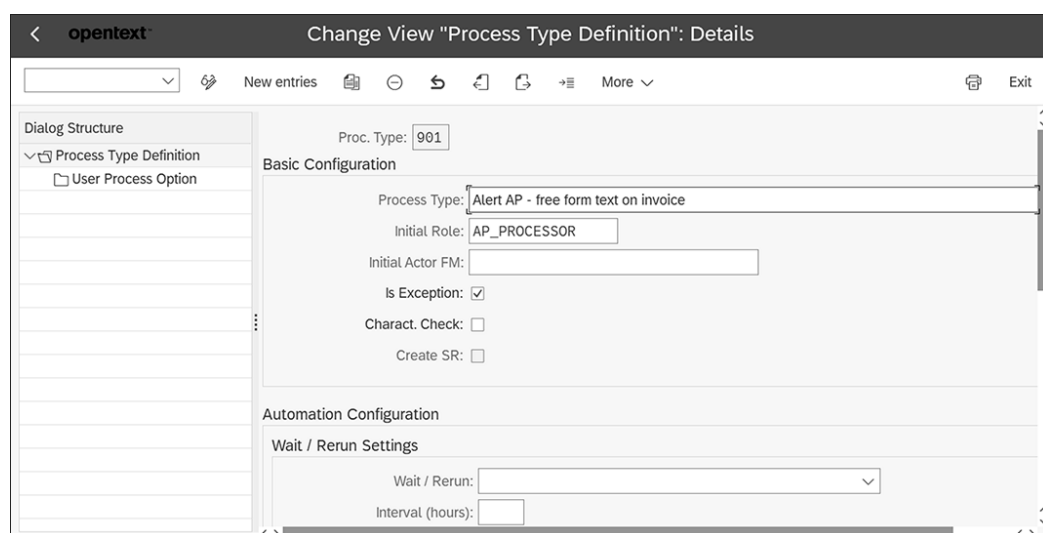 opentext™
Change View "Process Type Definition": Details
New entries
More
Exit
Dialog Structure
Process Type Definition
User Process Option
Proc. Type: 901
Basic Configuration
Process Type: Alert AP - free form text on invoice
Initial Role: AP_PROCESSOR
Initial Actor FM:
Is Exception:
Charact. Check:
Create SR:
Automation Configuration
Wait / Rerun Settings
Wait / Rerun:
Interval (hours):